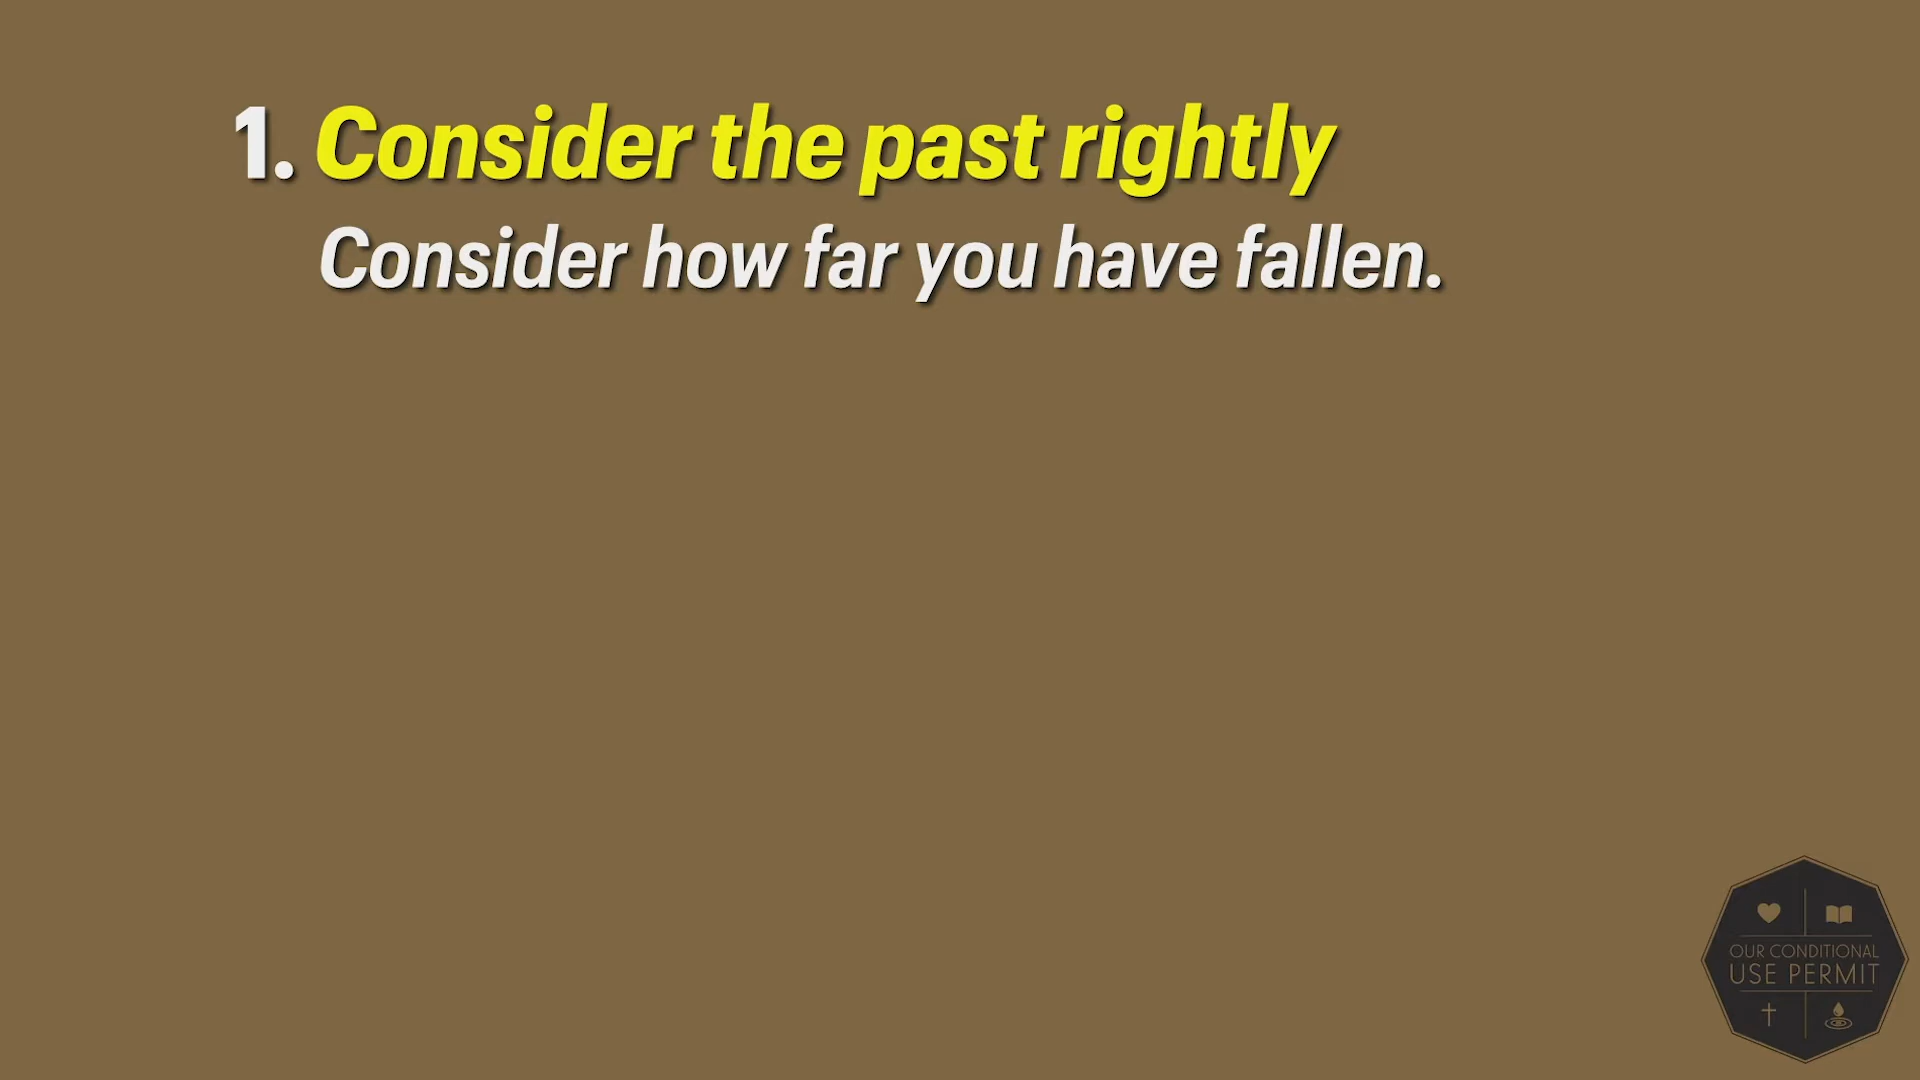 1. Consider the past rightly
Consider how far you have fallen.
OUR CONDITIONAL
USE PERMIT